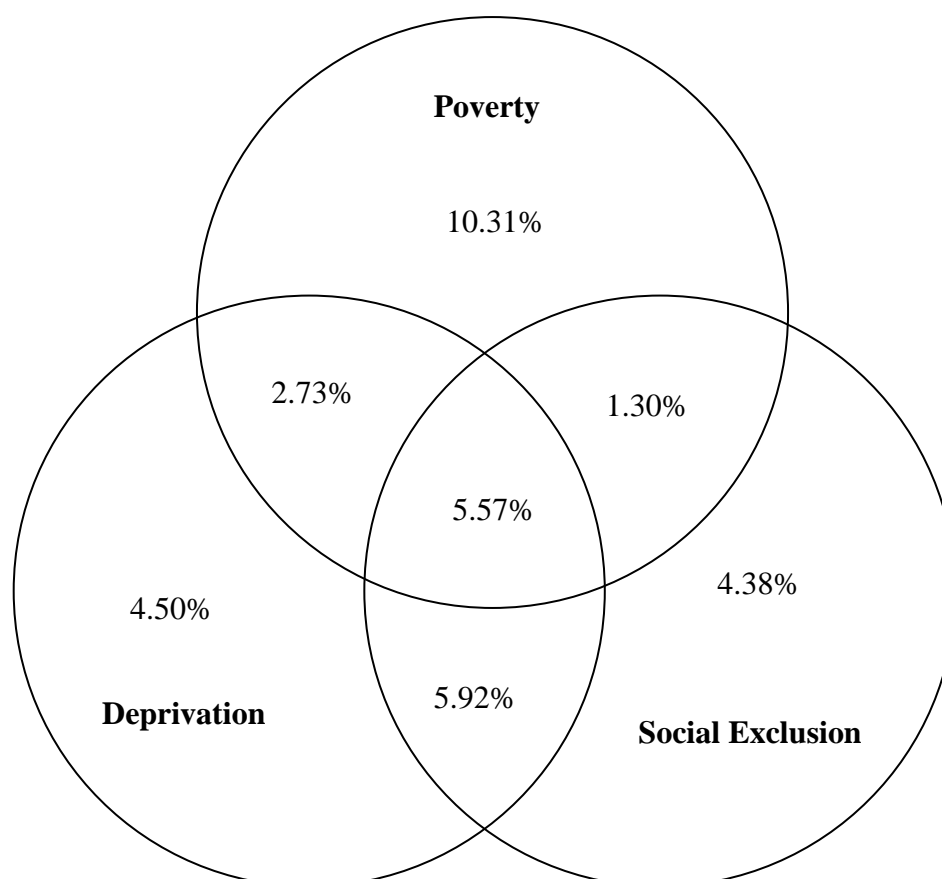 Poverty
10.31%
2.73%
1.30%
5.57%
4.38%
4.50%
5.92%
Deprivation
Social Exclusion